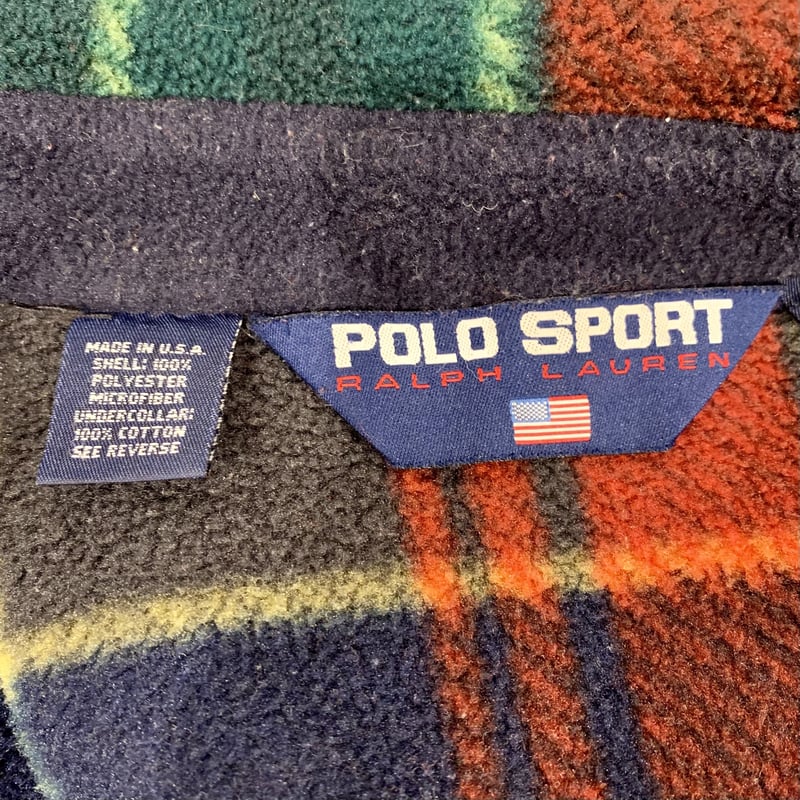 MADE IN U.S.A.
SHELL: 100%
POLYESTER
MICROFIBER
UNDERCOLLAR:
100% COTTON
SEE REVERSE
POLO SPORT
RALPH LAUREN